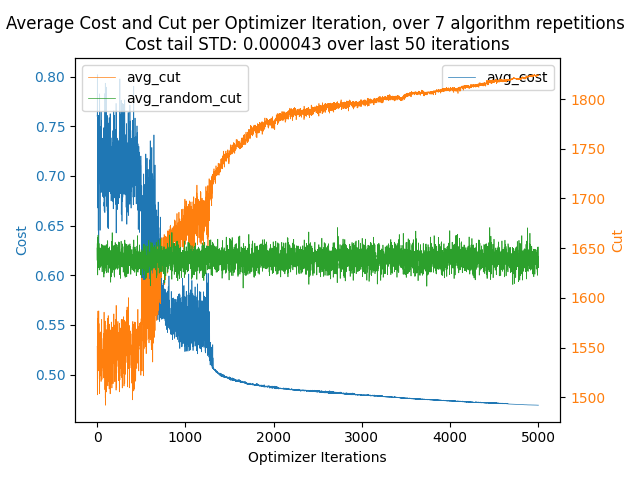 Average Cost and Cut per Optimizer Iteration, over 7 algorithm repetitions
Cost tail STD: 0.000043 over last 50 iterations
avg_cut
avg_random_cut
avg_cost
0.80
0.75
0.70
0.65
0.60
0.55
0.50
Cost
1800
1750
1700
1650
1600
1550
1500
Cut
0
1000
2000
3000
4000
5000
Optimizer Iterations